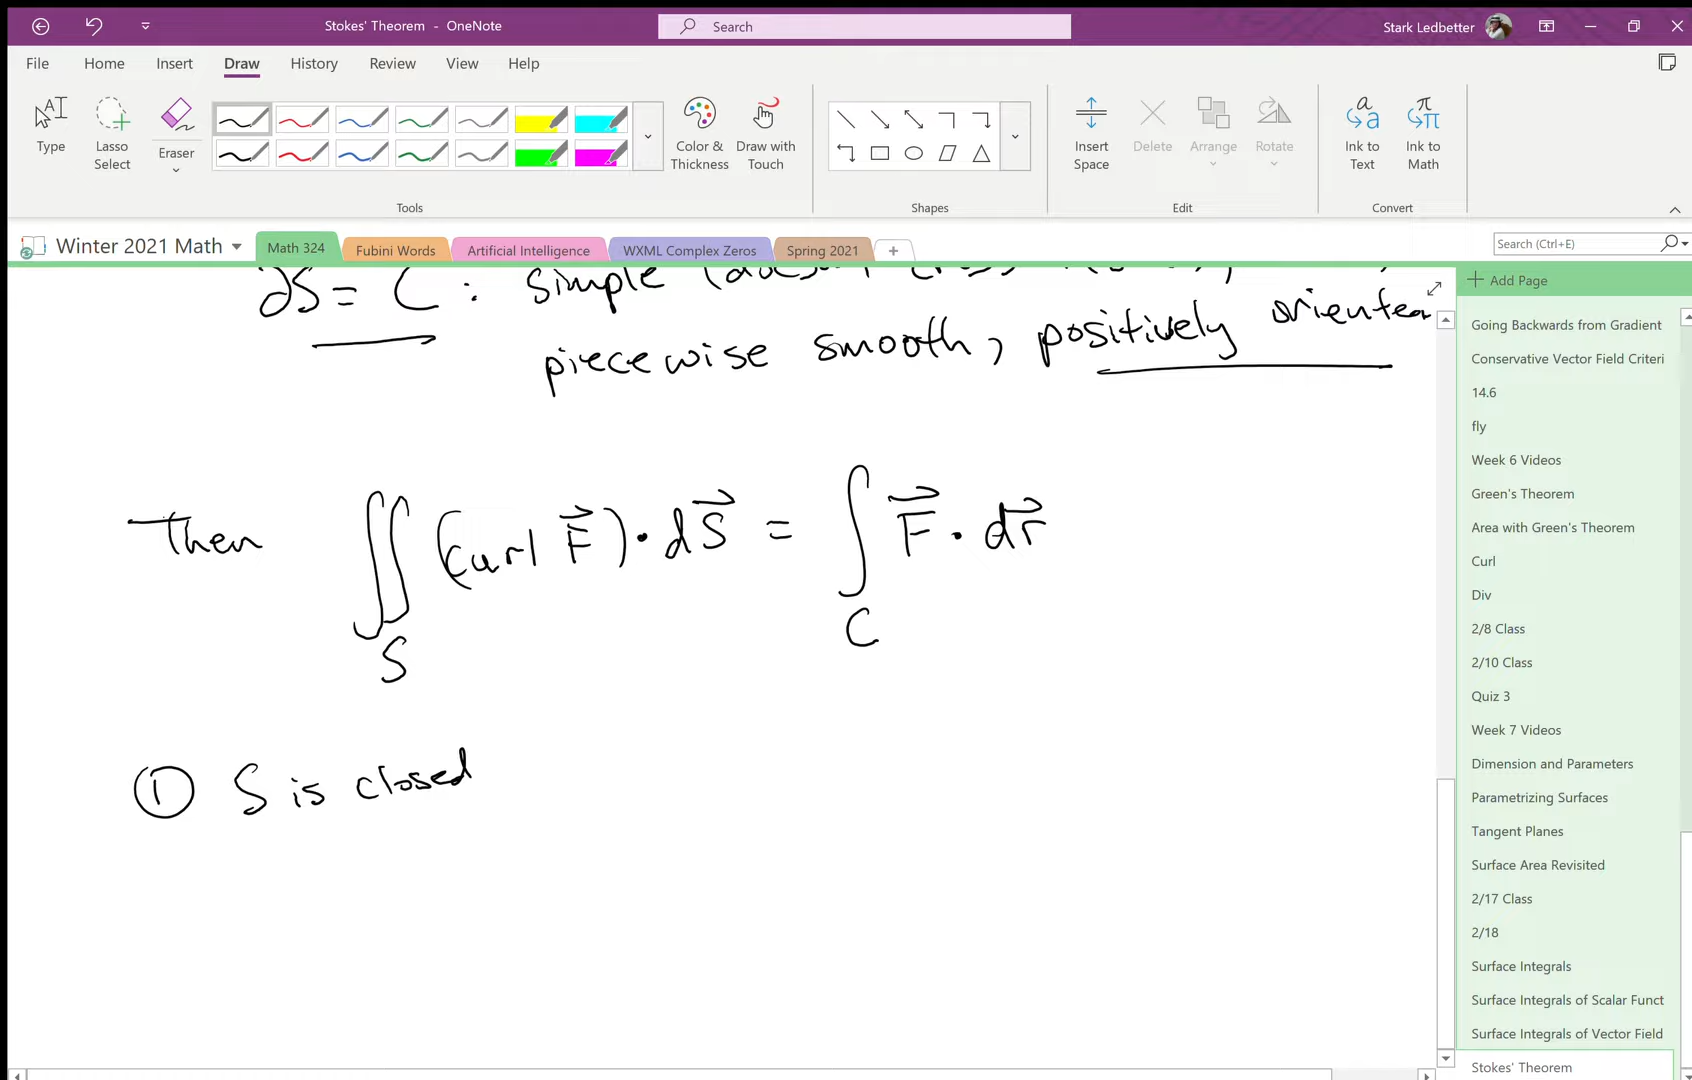 Stokes' Theorem - OneNote
Search
Stark Ledbetter
File Home Insert Draw History Review View Help
Type
Lasso Select
Eraser
Color & Thickness
Draw with Touch
Insert Space
Delete
Arrange
Rotate
Ink to Text
Ink to Math
Tools
Shapes
Edit
Convert
Winter 2021 Math
Math 324
Fubini Words
Artificial Intelligence
WXML Complex Zeros
Spring 2021
Search (Ctrl+E)
∂S = C : simple
piecewise smooth, positively oriented
Then ∬_S (curl F⃗) · dS⃗ = ∫_C F⃗ · dr⃗
① S is closed
Add Page
Going Backwards from Gradient
Conservative Vector Field Criteri
14.6
fly
Week 6 Videos
Green's Theorem
Area with Green's Theorem
Curl
Div
2/8 Class
2/10 Class
Quiz 3
Week 7 Videos
Dimension and Parameters
Parametrizing Surfaces
Tangent Planes
Surface Area Revisited
2/17 Class
2/18
Surface Integrals
Surface Integrals of Scalar Funct
Surface Integrals of Vector Field
Stokes' Theorem